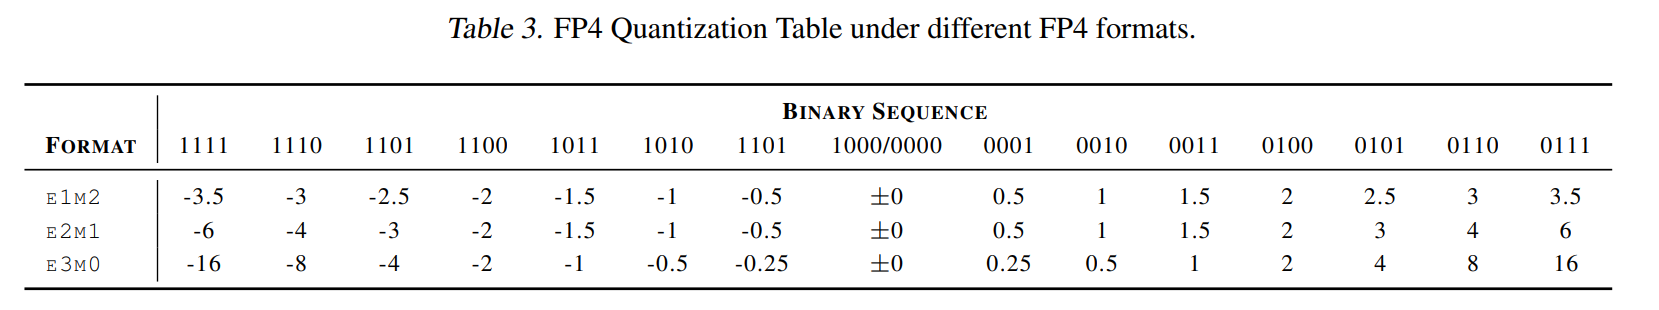 Table 3. FP4 Quantization Table under different FP4 formats.
BINARY SEQUENCE
FORMAT 1111 1110 1101 1100 1011 1010 1101 1000/0000 0001 0010 0011 0100 0101 0110 0111
E1M2 -3.5 -3 -2.5 -2 -1.5 -1 -0.5 ±0 0.5 1 1.5 2 2.5 3 3.5
E2M1 -6 -4 -3 -2 -1.5 -1 -0.5 ±0 0.5 1 1.5 2 3 4 6
E3M0 -16 -8 -4 -2 -1 -0.5 -0.25 ±0 0.25 0.5 1 2 4 8 16